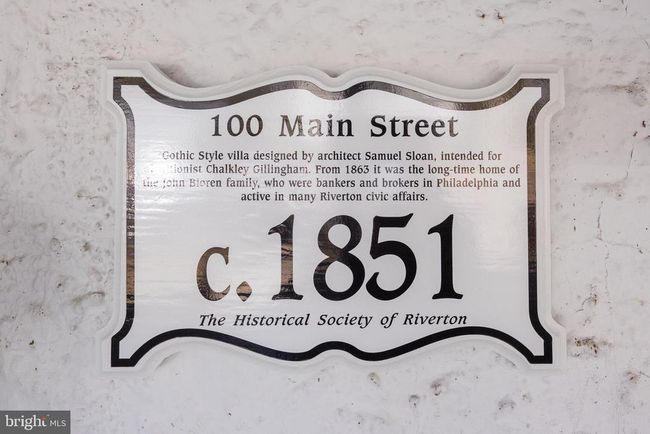 100 Main Street
Gothic Style villa designed by architect Samuel Sloan, intended for
Chalkley Gillingham. From 1863 it was the long-time home of
the John Bioren family, who were bankers and brokers in Philadelphia and
active in many Riverton civic affairs.
c.1851
The Historical Society of Riverton
bright MLS